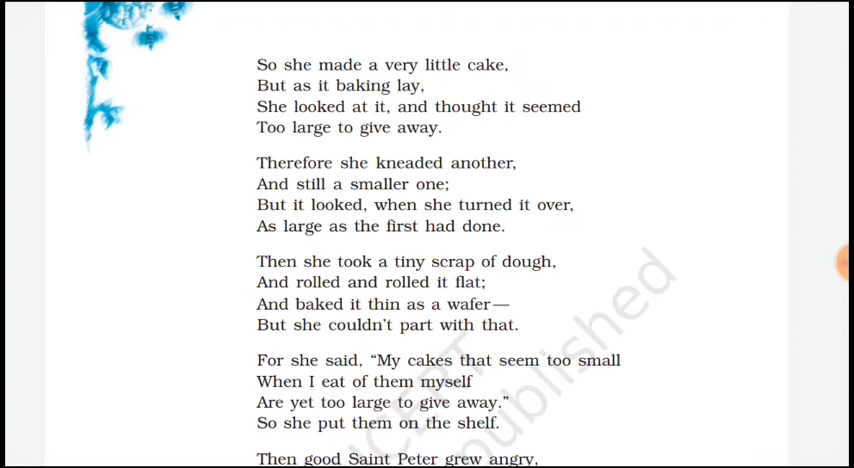 So she made a very little cake,
But as it baking lay,
She looked at it, and thought it seemed
Too large to give away.
Therefore she kneaded another,
And still a smaller one;
But it looked, when she turned it over,
As large as the first had done.
Then she took a tiny scrap of dough,
And rolled and rolled it flat;
And baked it thin as a wafer—
But she couldn't part with that.
For she said, “My cakes that seem too small
When I eat of them myself
Are yet too large to give away.”
So she put them on the shelf.
Then good Saint Peter grew angry,
NCERT
published